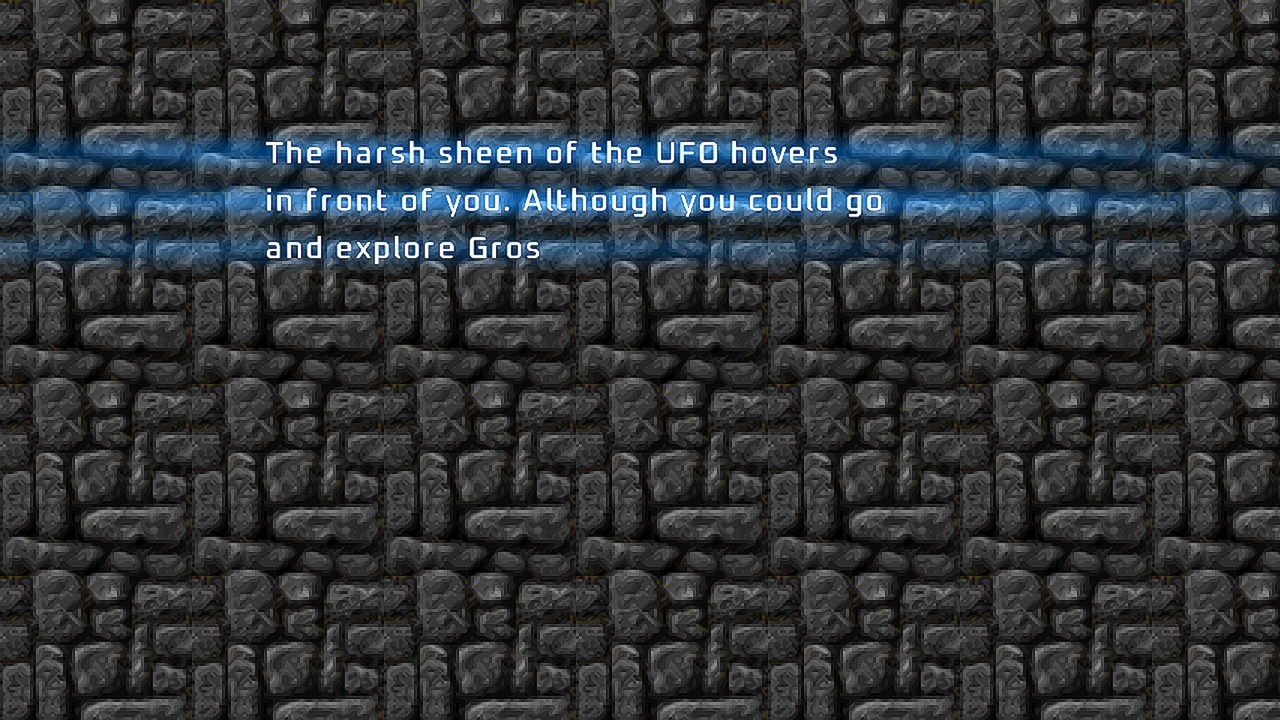 The harsh sheen of the UFO hovers
in front of you. Although you could go
and explore Gros